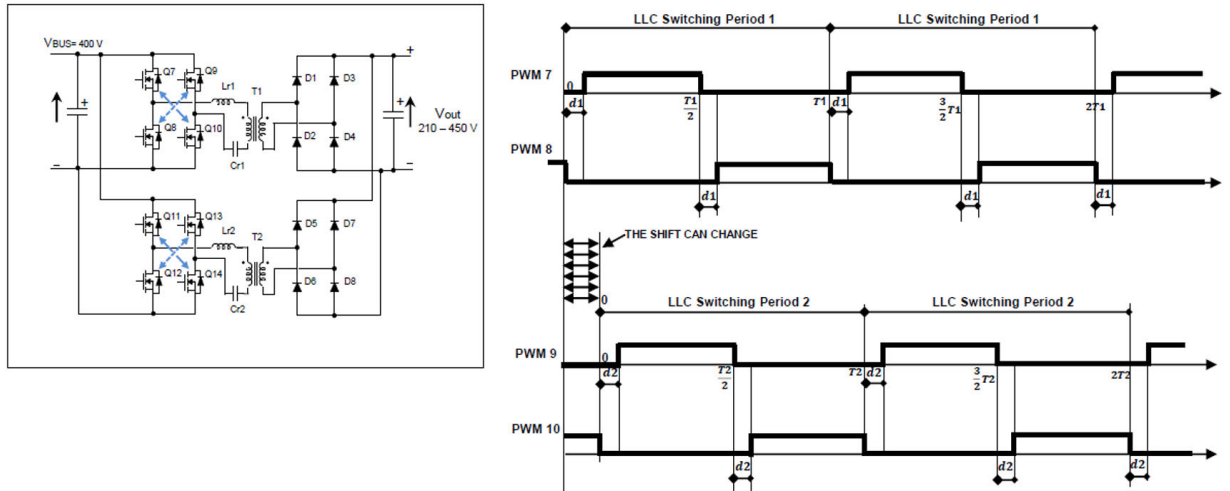 VBUS= 400 V
+
Q7
Q9
Lr1
T1
D1
D3
+
+
Vout
210 – 450 V
Q8
Q10
D2
D4
Cr1
–
–
Q11
Q13
Lr2
T2
D5
D7
Q12
Q14
D6
D8
Cr2
LLC Switching Period 1
LLC Switching Period 1
PWM 7
0
d1
T1/2
T1
d1
3/2 T1
2T1
PWM 8
d1
d1
d1
THE SHIFT CAN CHANGE
0
LLC Switching Period 2
LLC Switching Period 2
PWM 9
0
d2
T2/2
T2
d2
3/2 T2
2T2
PWM 10
d2
d2
d2